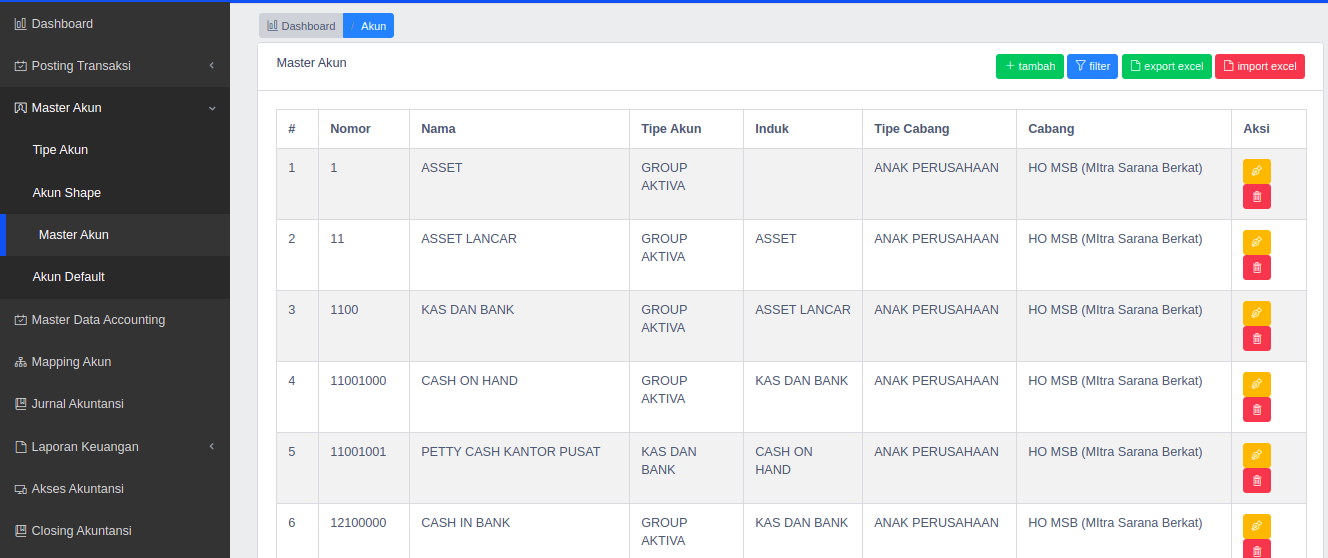 Dashboard
Posting Transaksi
Master Akun
Tipe Akun
Akun Shape
Master Akun
Akun Default
Master Data Accounting
Mapping Akun
Jurnal Akuntansi
Laporan Keuangan
Akses Akuntansi
Closing Akuntansi
Dashboard / Akun
Master Akun
+ tambah filter export excel import excel
# Nomor Nama Tipe Akun Induk Tipe Cabang Cabang Aksi
1 1 ASSET GROUP ANAK PERUSAHAAN HO MSB (MItra Sarana Berkat)
AKTIVA
2 11 ASSET LANCAR GROUP ASSET ANAK PERUSAHAAN HO MSB (MItra Sarana Berkat)
AKTIVA
3 1100 KAS DAN BANK GROUP ASSET LANCAR ANAK PERUSAHAAN HO MSB (MItra Sarana Berkat)
AKTIVA
4 11001000 CASH ON HAND GROUP KAS DAN BANK ANAK PERUSAHAAN HO MSB (MItra Sarana Berkat)
AKTIVA
5 11001001 PETTY CASH KANTOR PUSAT KAS DAN CASH ON ANAK PERUSAHAAN HO MSB (MItra Sarana Berkat)
BANK HAND
6 12100000 CASH IN BANK GROUP KAS DAN BANK ANAK PERUSAHAAN HO MSB (MItra Sarana Berkat)
AKTIVA